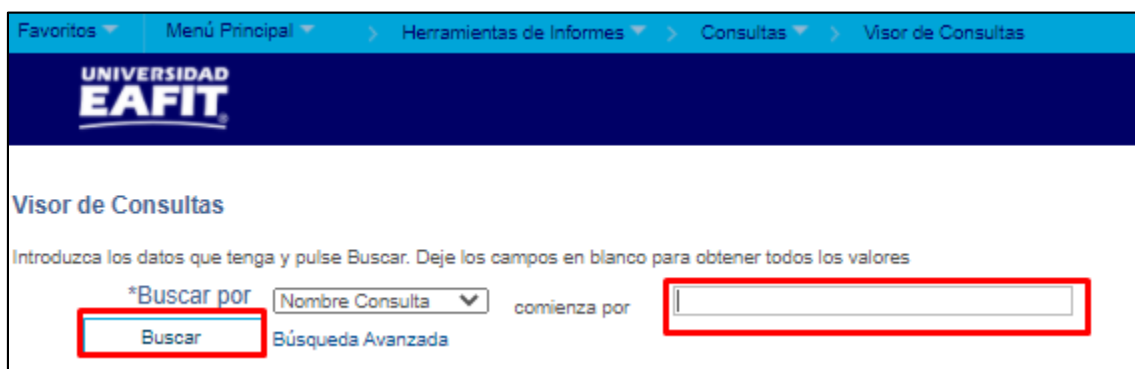 Favoritos Menú Principal > Herramientas de Informes > Consultas > Visor de Consultas
UNIVERSIDAD
EAFIT®
Visor de Consultas
Introduzca los datos que tenga y pulse Buscar. Deje los campos en blanco para obtener todos los valores
*Buscar por Nombre Consulta comienza por
Buscar Búsqueda Avanzada